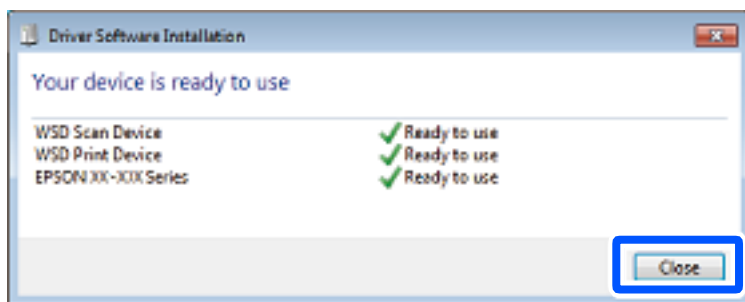 Driver Software Installation
Your device is ready to use
WSD Scan Device Ready to use
WSD Print Device Ready to use
EPSON XX-XXX Series Ready to use
Close